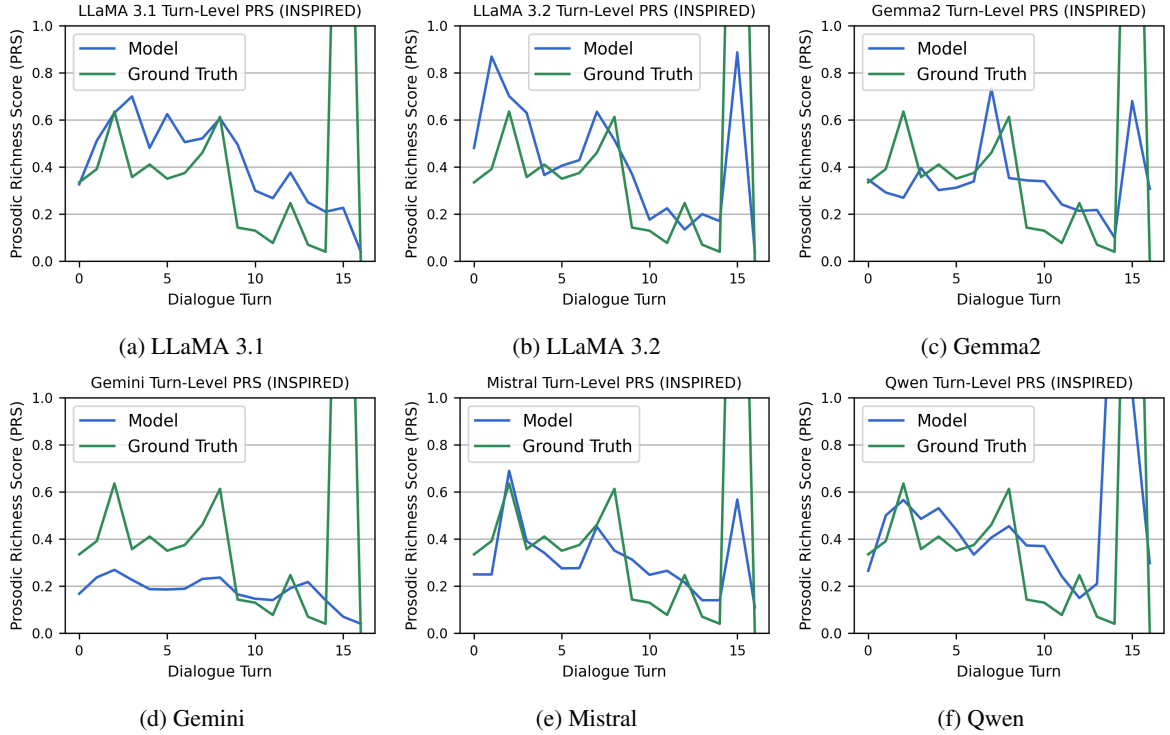 LLaMA 3.1 Turn-Level PRS (INSPIRED)
Prosodic Richness Score (PRS)
1.0
0.8
0.6
0.4
0.2
0.0
Model
Ground Truth
0 5 10 15
Dialogue Turn
(a) LLaMA 3.1
LLaMA 3.2 Turn-Level PRS (INSPIRED)
Prosodic Richness Score (PRS)
1.0
0.8
0.6
0.4
0.2
0.0
Model
Ground Truth
0 5 10 15
Dialogue Turn
(b) LLaMA 3.2
Gemma2 Turn-Level PRS (INSPIRED)
Prosodic Richness Score (PRS)
1.0
0.8
0.6
0.4
0.2
0.0
Model
Ground Truth
0 5 10 15
Dialogue Turn
(c) Gemma2
Gemini Turn-Level PRS (INSPIRED)
Prosodic Richness Score (PRS)
1.0
0.8
0.6
0.4
0.2
0.0
Model
Ground Truth
0 5 10 15
Dialogue Turn
(d) Gemini
Mistral Turn-Level PRS (INSPIRED)
Prosodic Richness Score (PRS)
1.0
0.8
0.6
0.4
0.2
0.0
Model
Ground Truth
0 5 10 15
Dialogue Turn
(e) Mistral
Qwen Turn-Level PRS (INSPIRED)
Prosodic Richness Score (PRS)
1.0
0.8
0.6
0.4
0.2
0.0
Model
Ground Truth
0 5 10 15
Dialogue Turn
(f) Qwen